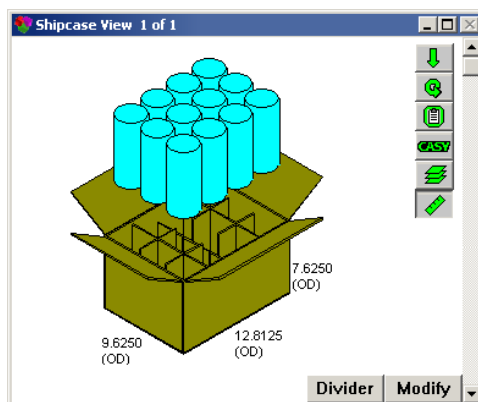 Shipcase View 1 of 1
CASY
7.6250
(OD)
9.6250
(OD)
12.8125
(OD)
Divider
Modify